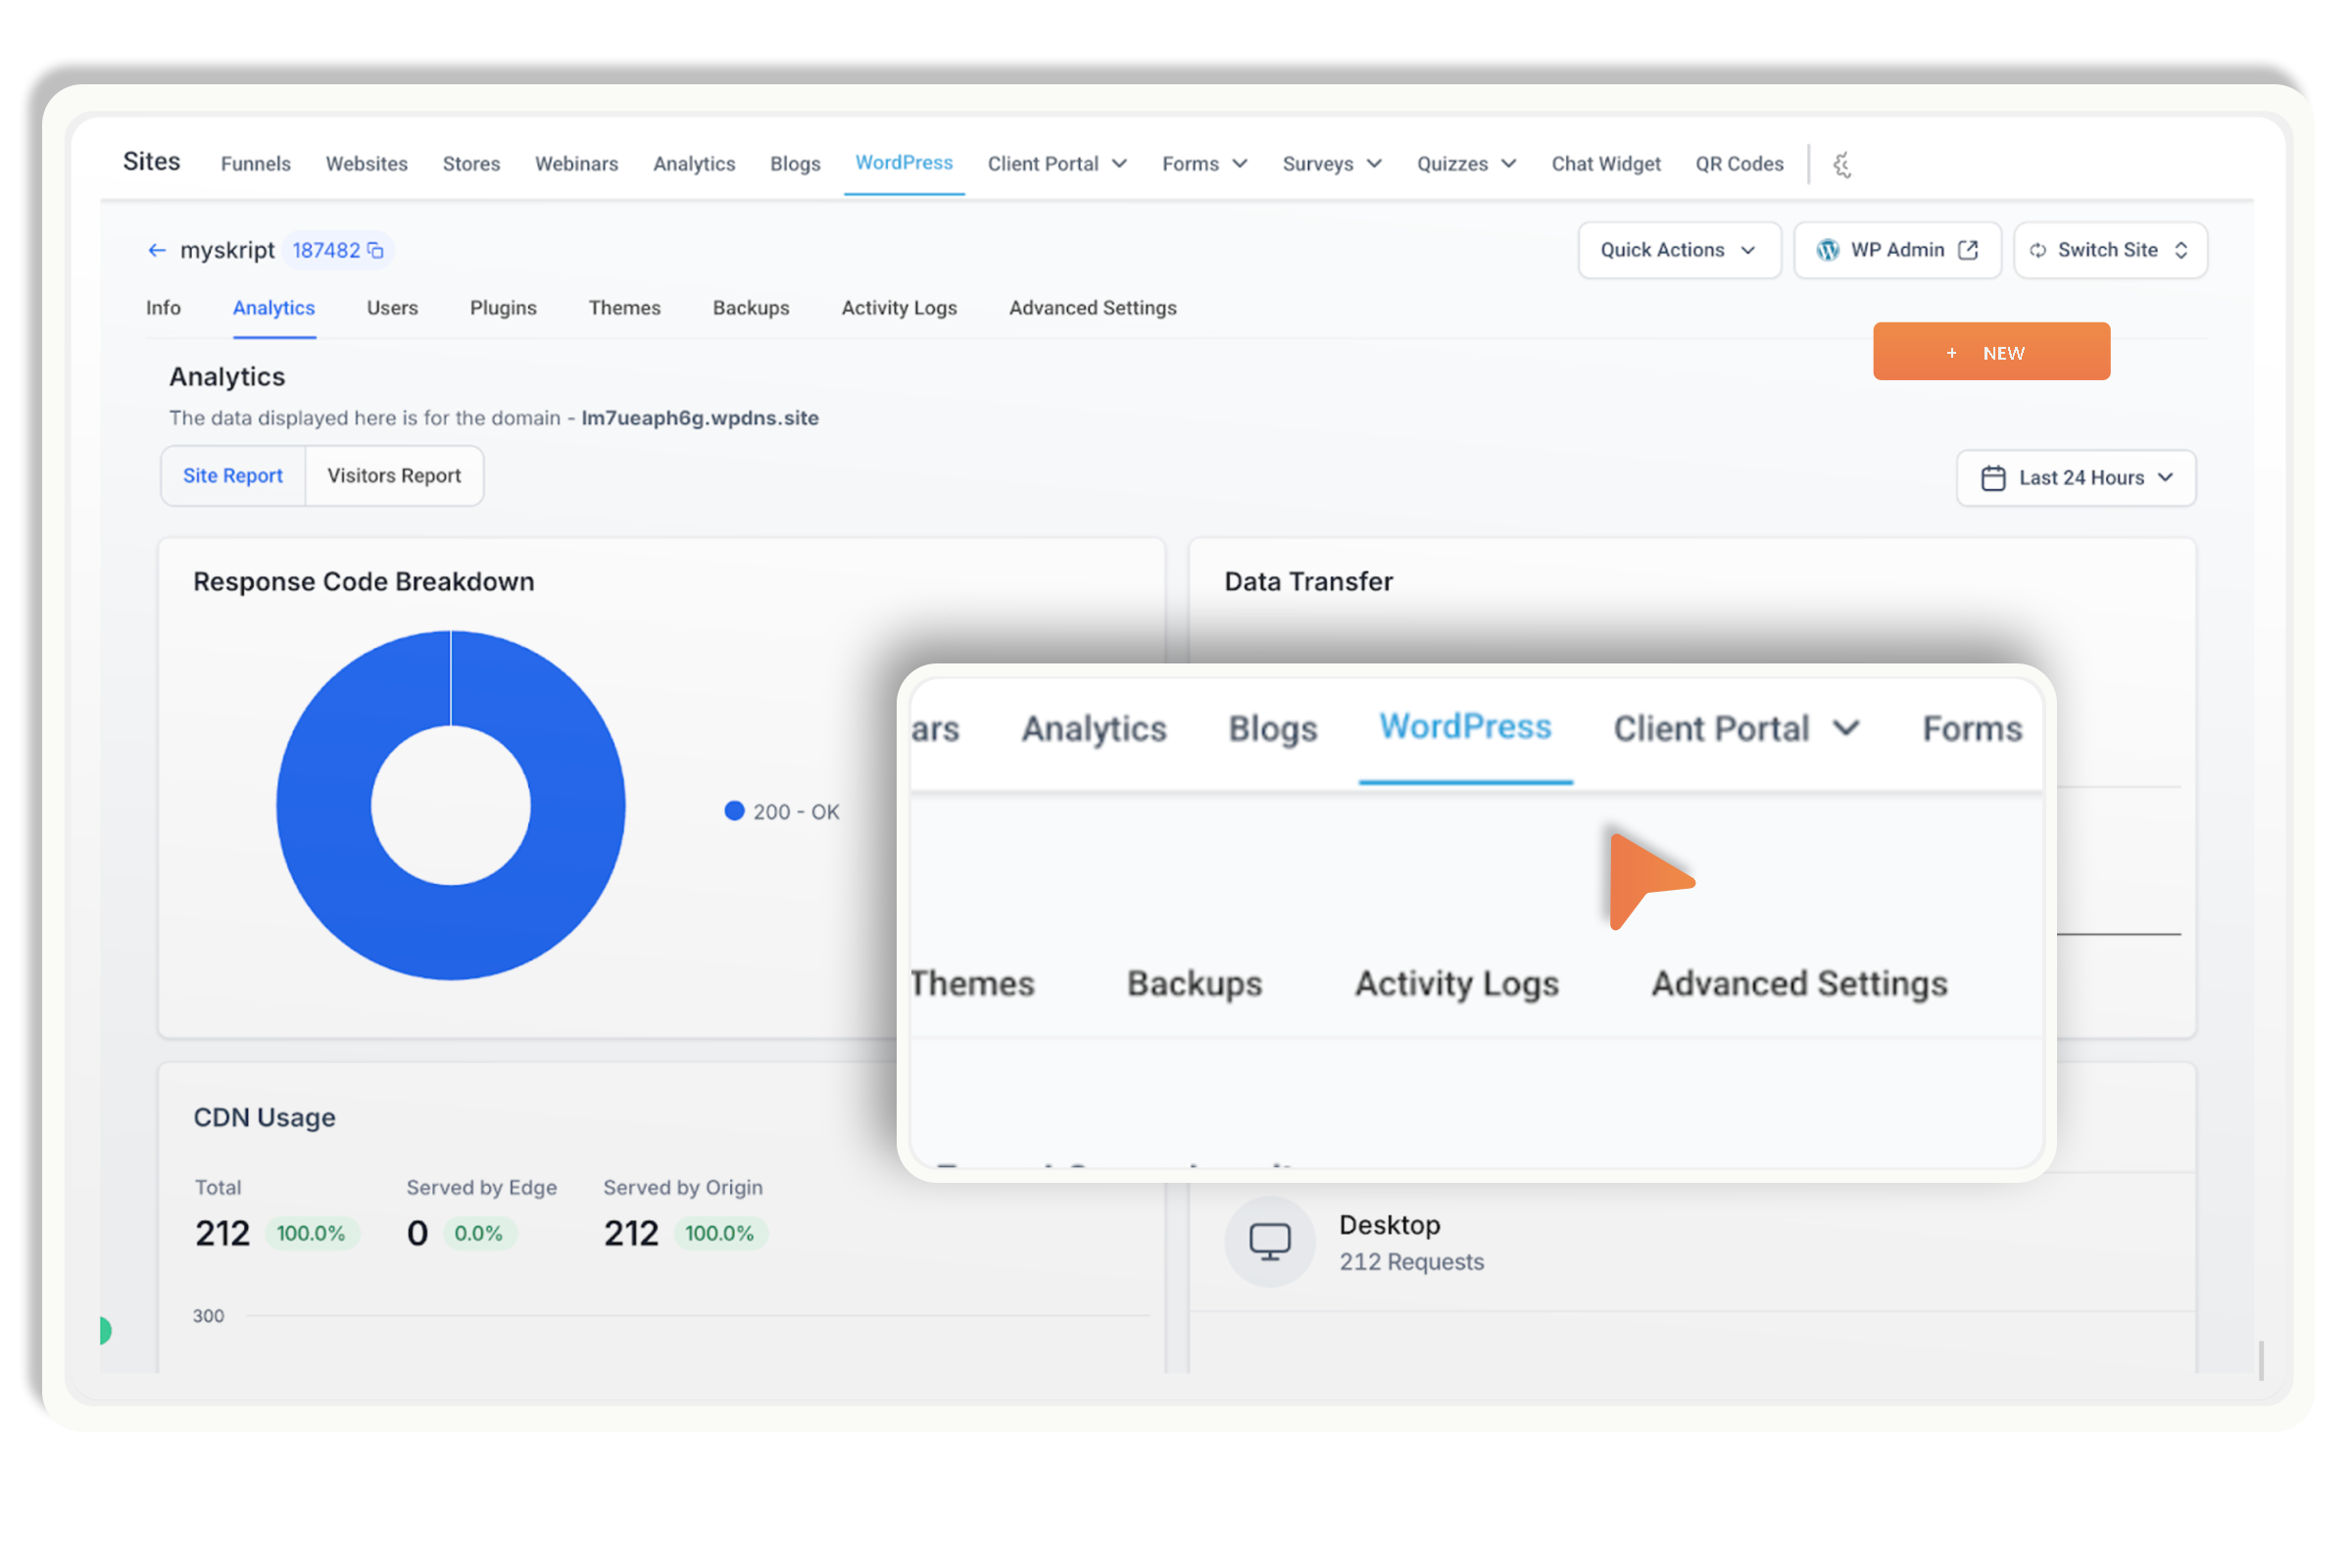 Sites Funnels Websites Stores Webinars Analytics Blogs WordPress Client Portal Forms Surveys Quizzes Chat Widget QR Codes
myskript 187482 Quick Actions WP Admin Switch Site
Info Analytics Users Plugins Themes Backups Activity Logs Advanced Settings
+ NEW
Analytics
The data displayed here is for the domain - lm7ueaph6g.wpdns.site
Site Report Visitors Report Last 24 Hours
Response Code Breakdown
200 - OK
Data Transfer
ars Analytics Blogs WordPress Client Portal Forms
Themes Backups Activity Logs Advanced Settings
CDN Usage
Total Served by Edge Served by Origin
212 100.0% 0 0.0% 212 100.0%
300
Desktop
212 Requests